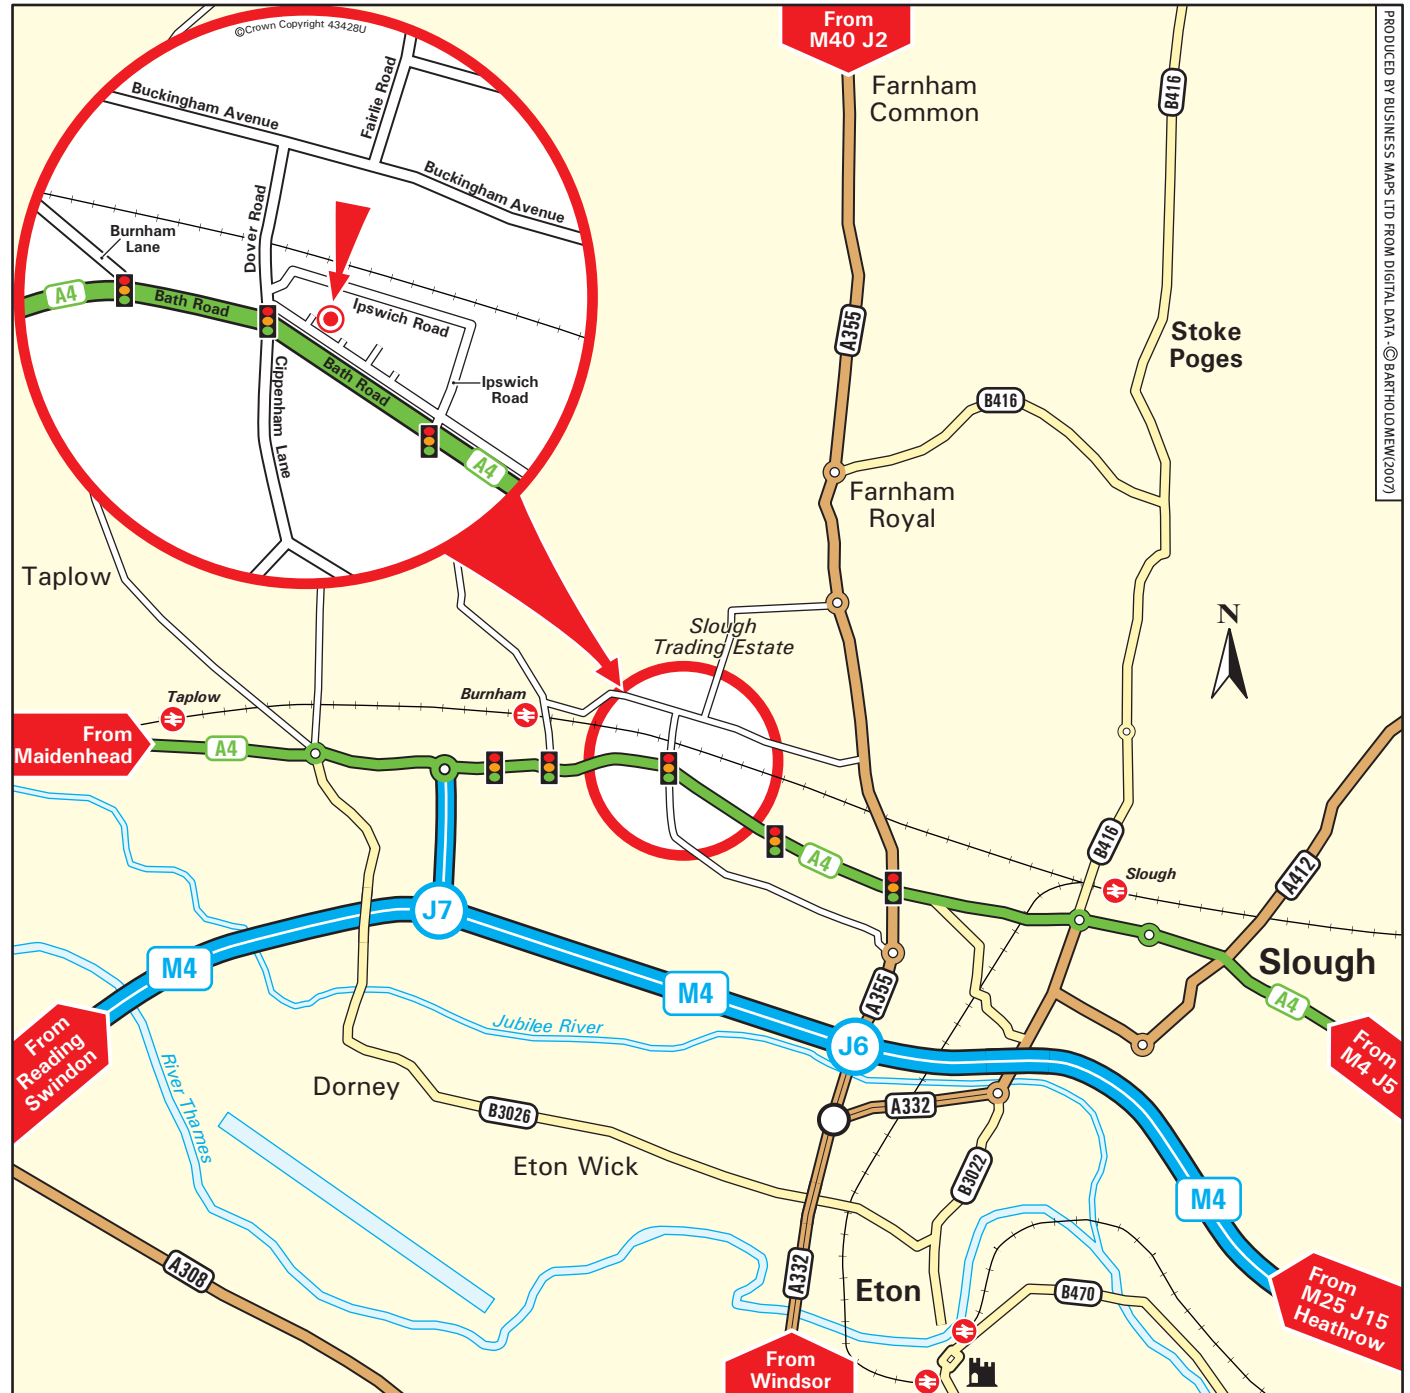 ©Crown Copyright 43428U
Buckingham Avenue
Fairlie Road
Buckingham Avenue
Dover Road
Burnham
Lane
A4
Bath Road
Ipswich Road
Bath Road
Ipswich
Road
Cippenham Lane
A4
From
M40 J2
Farnham
Common
B416
PRODUCED BY BUSINESS MAPS LTD FROM DIGITAL DATA - © BARTHOLOMEW(2007)
A355
Stoke
Poges
B416
Farnham
Royal
Taplow
N
Slough
Trading Estate
Taplow
Burnham
From
Maidenhead
A4
A4
B416
Slough
A412
J7
M4
M4
A355
Slough
A4
From
Reading
Swindon
Jubilee River
J6
From
M4 J5
River Thames
Dorney
B3026
A332
Eton Wick
B3022
M4
A308
A332
Eton
B470
From
M25 J15
Heathrow
From
Windsor